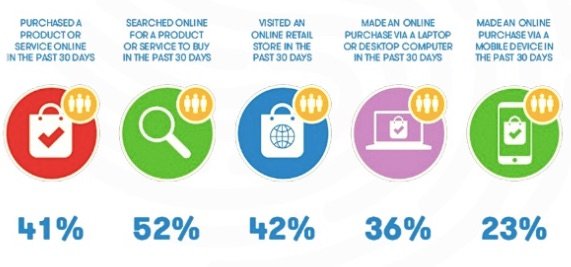 PURCHASED A
PRODUCT OR
SERVICE ONLINE
IN THE PAST 30 DAYS
41%
SEARCHED ONLINE
FOR A PRODUCT
OR SERVICE TO BUY
IN THE PAST 30 DAYS
52%
VISITED AN
ONLINE RETAIL
STORE IN THE
PAST 30 DAYS
42%
MADE AN ONLINE
PURCHASE VIA A LAPTOP
OR DESKTOP COMPUTER
IN THE PAST 30 DAYS
36%
MADE AN ONLINE
PURCHASE VIA A
MOBILE DEVICE IN
THE PAST 30 DAYS
23%